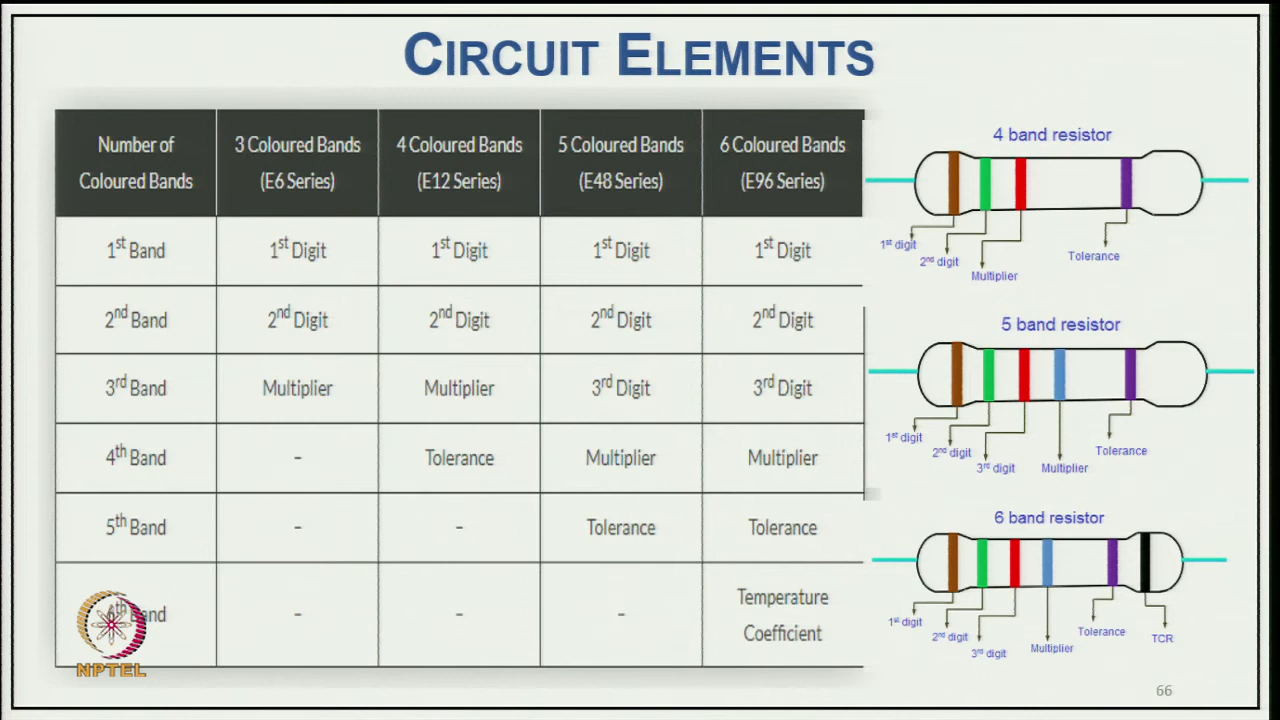 CIRCUIT ELEMENTS
Number of
Coloured Bands
3 Coloured Bands
(E6 Series)
4 Coloured Bands
(E12 Series)
5 Coloured Bands
(E48 Series)
6 Coloured Bands
(E96 Series)
1st Band
1st Digit
1st Digit
1st Digit
1st Digit
2nd Band
2nd Digit
2nd Digit
2nd Digit
2nd Digit
3rd Band
Multiplier
Multiplier
3rd Digit
3rd Digit
4th Band
-
Tolerance
Multiplier
Multiplier
5th Band
-
-
Tolerance
Tolerance
6th Band
-
-
-
Temperature
Coefficient
4 band resistor
1st digit
2nd digit
Multiplier
Tolerance
5 band resistor
1st digit
2nd digit
3rd digit
Multiplier
Tolerance
6 band resistor
1st digit
2nd digit
3rd digit
Multiplier
Tolerance
TCR
NPTEL
66